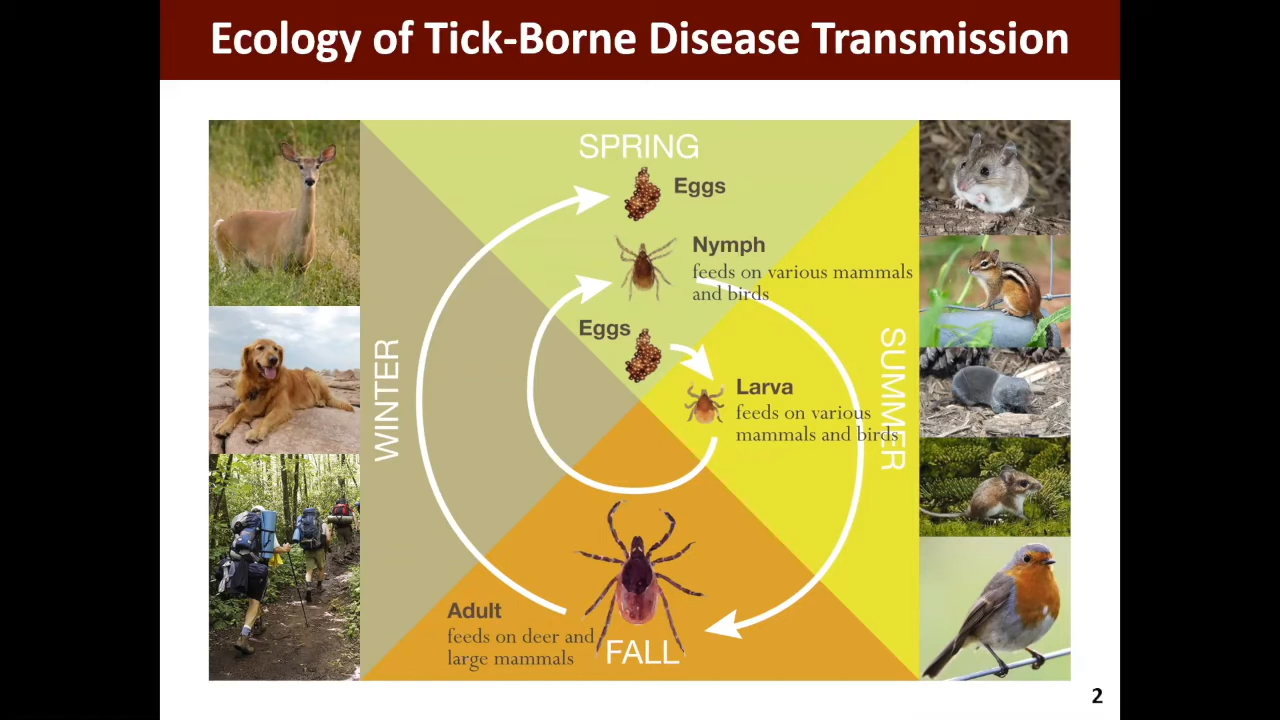 Ecology of Tick-Borne Disease Transmission
SPRING
Eggs
Nymph
feeds on various mammals
and birds
Eggs
Larva
feeds on various
mammals and birds
WINTER
SUMMER
Adult
feeds on deer and
large mammals
FALL
2